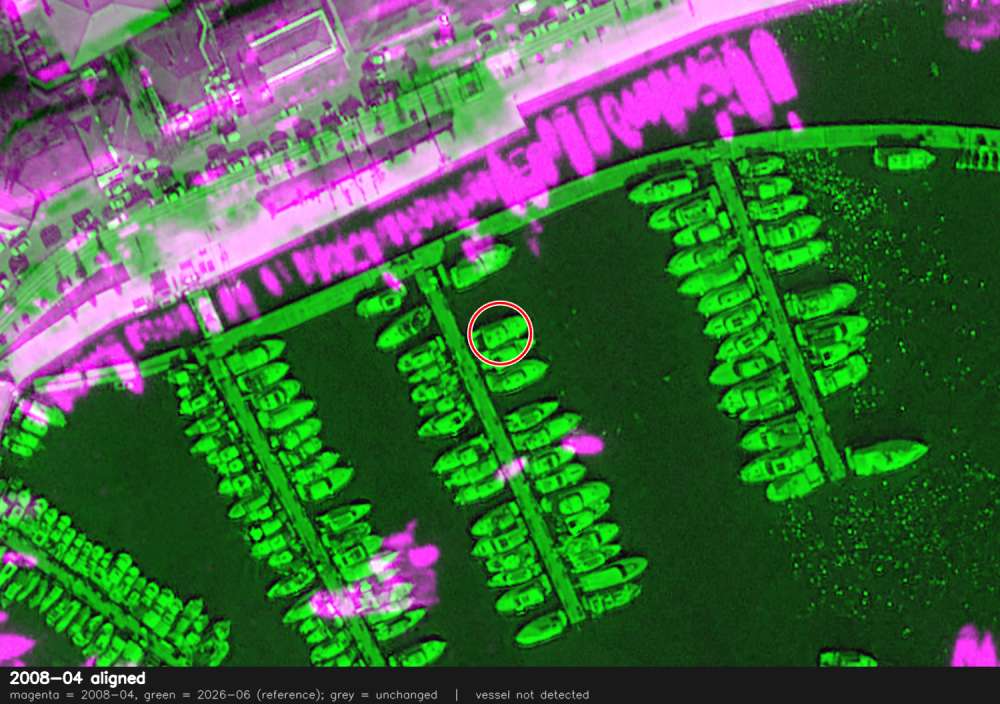 2008-04 aligned
magenta = 2008-04, green = 2026-06 (reference); grey = unchanged | vessel not detected